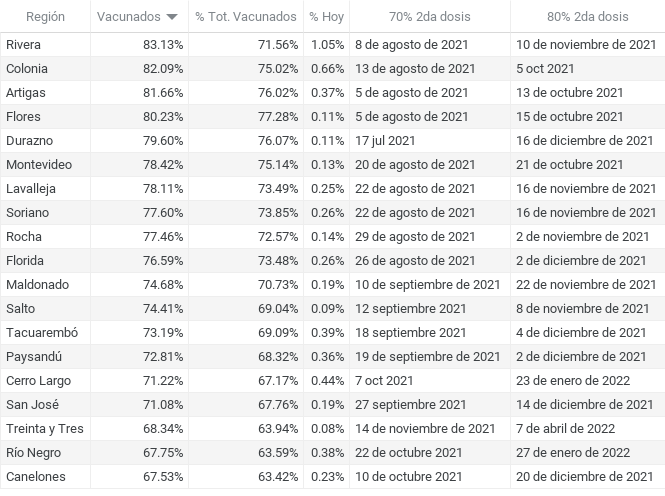 Región Vacunados % Tot. Vacunados % Hoy 70% 2da dosis 80% 2da dosis
Rivera 83.13% 71.56% 1.05% 8 de agosto de 2021 10 de noviembre de 2021
Colonia 82.09% 75.02% 0.66% 13 de agosto de 2021 5 oct 2021
Artigas 81.66% 76.02% 0.37% 5 de agosto de 2021 13 de octubre 2021
Flores 80.23% 77.28% 0.11% 5 de agosto de 2021 15 de octubre 2021
Durazno 79.60% 76.07% 0.11% 17 jul 2021 16 de diciembre de 2021
Montevideo 78.42% 75.14% 0.13% 20 de agosto de 2021 21 de octubre 2021
Lavalleja 78.11% 73.49% 0.25% 22 de agosto de 2021 16 de noviembre de 2021
Soriano 77.60% 73.85% 0.26% 22 de agosto de 2021 16 de noviembre de 2021
Rocha 77.46% 72.57% 0.14% 29 de agosto de 2021 2 de noviembre de 2021
Florida 76.59% 73.48% 0.26% 26 de agosto de 2021 2 de diciembre de 2021
Maldonado 74.68% 70.73% 0.19% 10 de septiembre de 2021 22 de noviembre de 2021
Salto 74.41% 69.04% 0.09% 12 septiembre 2021 8 de noviembre de 2021
Tacuarembó 73.19% 69.09% 0.39% 18 septiembre 2021 4 de diciembre de 2021
Paysandú 72.81% 68.32% 0.36% 19 de septiembre de 2021 2 de diciembre de 2021
Cerro Largo 71.22% 67.17% 0.44% 7 oct 2021 23 de enero de 2022
San José 71.08% 67.76% 0.19% 27 septiembre 2021 14 de diciembre de 2021
Treinta y Tres 68.34% 63.94% 0.08% 14 de noviembre de 2021 7 de abril de 2022
Río Negro 67.75% 63.59% 0.38% 22 de octubre 2021 27 de enero de 2022
Canelones 67.53% 63.42% 0.23% 10 de octubre 2021 20 de diciembre de 2021